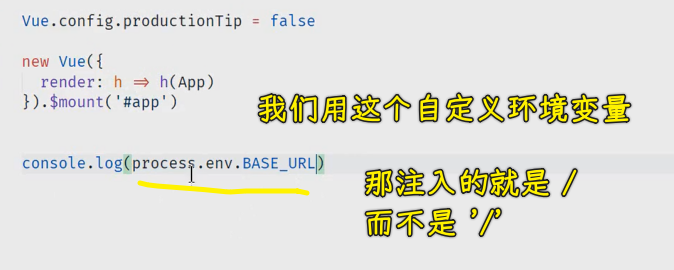 Vue.config.productionTip = false
new Vue({
render: h => h(App)
}).$mount('#app')
我们用这个自定义环境变量
console.log(process.env.BASE_URL)
那注入的就是 /
而不是 '/'